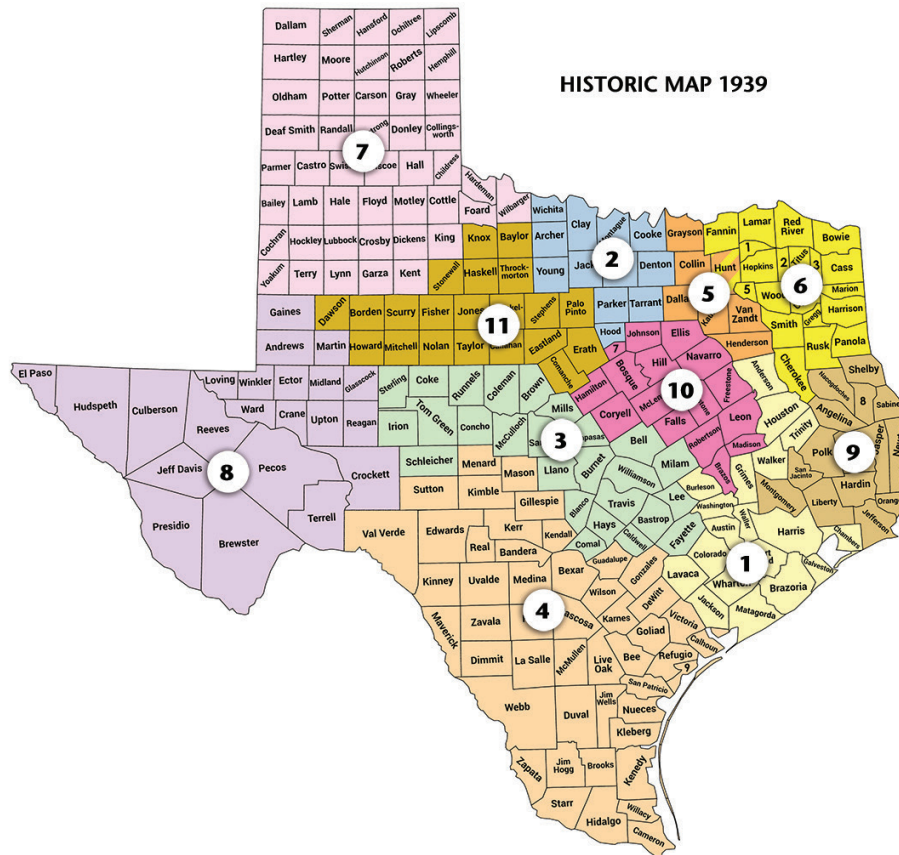 HISTORIC MAP 1939
Dallam
Sherman
Hansford
Ochiltree
Lipscomb
Hartley
Moore
Hutchinson
Roberts
Hemphill
Oldham
Potter
Carson
Gray
Wheeler
Deaf Smith
Randall
Donley
Collings-
worth
7
Parmer
Castro
Hall
Childress
Hardeman
Bailey
Lamb
Hale
Floyd
Motley
Cottle
Foard
Wilbarger
Cochran
Hockley
Lubbock
Crosby
Dickens
King
Yoakum
Terry
Lynn
Garza
Kent
Wichita
Clay
Cooke
Archer
Young
Denton
Parker
Tarrant
Hood
2
Grayson
Collin
Hunt
Van
Zandt
Henderson
5
Fannin
Lamar
Red
River
Bowie
1
Hopkins
2
Titus
3
Cass
5
Marion
Harrison
Gregg
Smith
Rusk
Panola
Cherokee
6
Knox
Baylor
Stonewall
Haskell
Throck-
morton
Dawson
Borden
Scurry
Fisher
Jones
Stephens
Palo
Pinto
Howard
Mitchell
Nolan
Taylor
Eastland
Erath
Comanche
11
Gaines
Andrews
Martin
El Paso
Hudspeth
Culberson
Loving
Winkler
Ector
Midland
Glasscock
Reeves
Ward
Crane
Upton
Reagan
Jeff Davis
Pecos
Crockett
Presidio
Brewster
Terrell
8
Sterling
Coke
Runnels
Coleman
Brown
Irion
Tom Green
Concho
McCulloch
Mills
Schleicher
Llano
Burnet
Bell
Williamson
Milam
Blanco
Travis
Lee
Hays
Bastrop
Comal
Caldwell
Fayette
3
7
Johnson
Ellis
Hill
Navarro
Bosque
Hamilton
Coryell
Falls
Freestone
Leon
Robertson
Madison
Brazos
10
Shelby
8
Sabine
Angelina
Polk
San
Jacinto
Hardin
Montgomery
Liberty
Orange
Jefferson
9
Anderson
Houston
Trinity
Walker
Grimes
Burleson
Washington
Waller
Austin
Harris
Chambers
Colorado
Galveston
Lavaca
Wharton
Brazoria
Jackson
Matagorda
1
Menard
Mason
Sutton
Kimble
Gillespie
Val Verde
Edwards
Kerr
Kendall
Real
Bandera
Kinney
Uvalde
Medina
Bexar
Guadalupe
Gonzales
Wilson
DeWitt
Maverick
Zavala
Karnes
Victoria
Goliad
Calhoun
Dimmit
La Salle
McMullen
Live
Oak
Bee
Refugio
9
San Patricio
Webb
Duval
Jim
Wells
Nueces
Kleberg
Zapata
Jim
Hogg
Brooks
Kenedy
Starr
Hidalgo
Willacy
Cameron
4